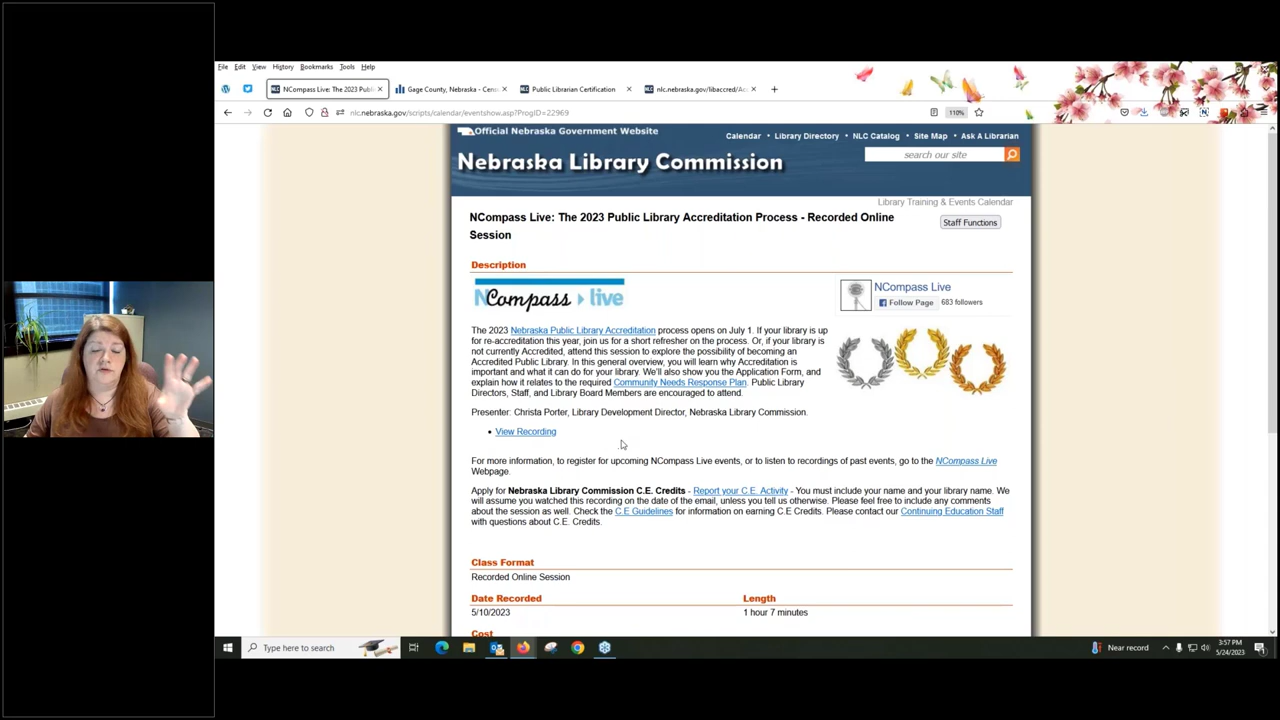 File Edit View History Bookmarks Tools Help
NCompass Live: The 2023 Publi
Gage County, Nebraska - Cens
Public Librarian Certification
nlc.nebraska.gov/libaccred/Ac
nlc.nebraska.gov/scripts/calendar/eventshow.asp?ProgID=22969
110%
Official Nebraska Government Website
Calendar • Library Directory • NLC Catalog • Site Map • Ask A Librarian
Nebraska Library Commission
search our site
Library Training & Events Calendar
NCompass Live: The 2023 Public Library Accreditation Process - Recorded Online
Session
Staff Functions
Description
NCompass live
NCompass Live
Follow Page 683 followers
The 2023 Nebraska Public Library Accreditation process opens on July 1. If your library is up
for re-accreditation this year, join us for a short refresher on the process. Or, if your library is
not currently Accredited, attend this session to explore the possibility of becoming an
Accredited Public Library. In this general overview, you will learn why Accreditation is
important and what it can do for your library. We'll also show you the Application Form, and
explain how it relates to the required Community Needs Response Plan. Public Library
Directors, Staff, and Library Board Members are encouraged to attend.
Presenter: Christa Porter, Library Development Director, Nebraska Library Commission.
• View Recording
For more information, to register for upcoming NCompass Live events, or to listen to recordings of past events, go to the NCompass Live
Webpage.
Apply for Nebraska Library Commission C.E. Credits - Report your C.E. Activity - You must include your name and your library name. We
will assume you watched this recording on the date of the email, unless you tell us otherwise. Please feel free to include any comments
about the session as well. Check the C.E Guidelines for information on earning C.E Credits. Please contact our Continuing Education Staff
with questions about C.E. Credits.
Class Format
Recorded Online Session
Date Recorded
Length
5/10/2023
1 hour 7 minutes
Cost
Type here to search
Near record
3:57 PM
5/24/2023